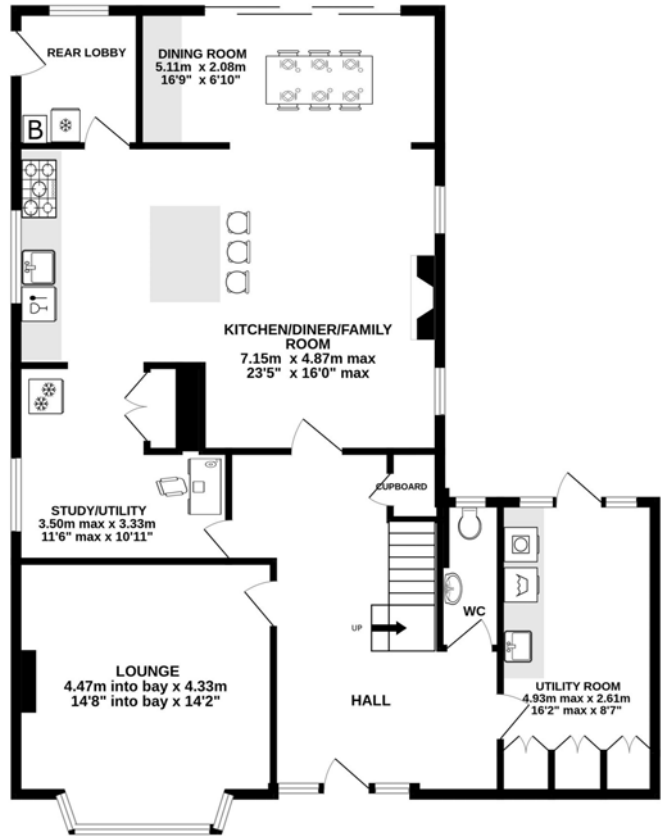 REAR LOBBY
DINING ROOM
5.11m x 2.08m
16'9" x 6'10"
B
KITCHEN/DINER/FAMILY
ROOM
7.15m x 4.87m max
23'5" x 16'0" max
CUPBOARD
STUDY/UTILITY
3.50m max x 3.33m
11'6" max x 10'11"
WC
UP
LOUNGE
4.47m into bay x 4.33m
14'8" into bay x 14'2"
HALL
UTILITY ROOM
4.93m max x 2.61m
16'2" max x 8'7"